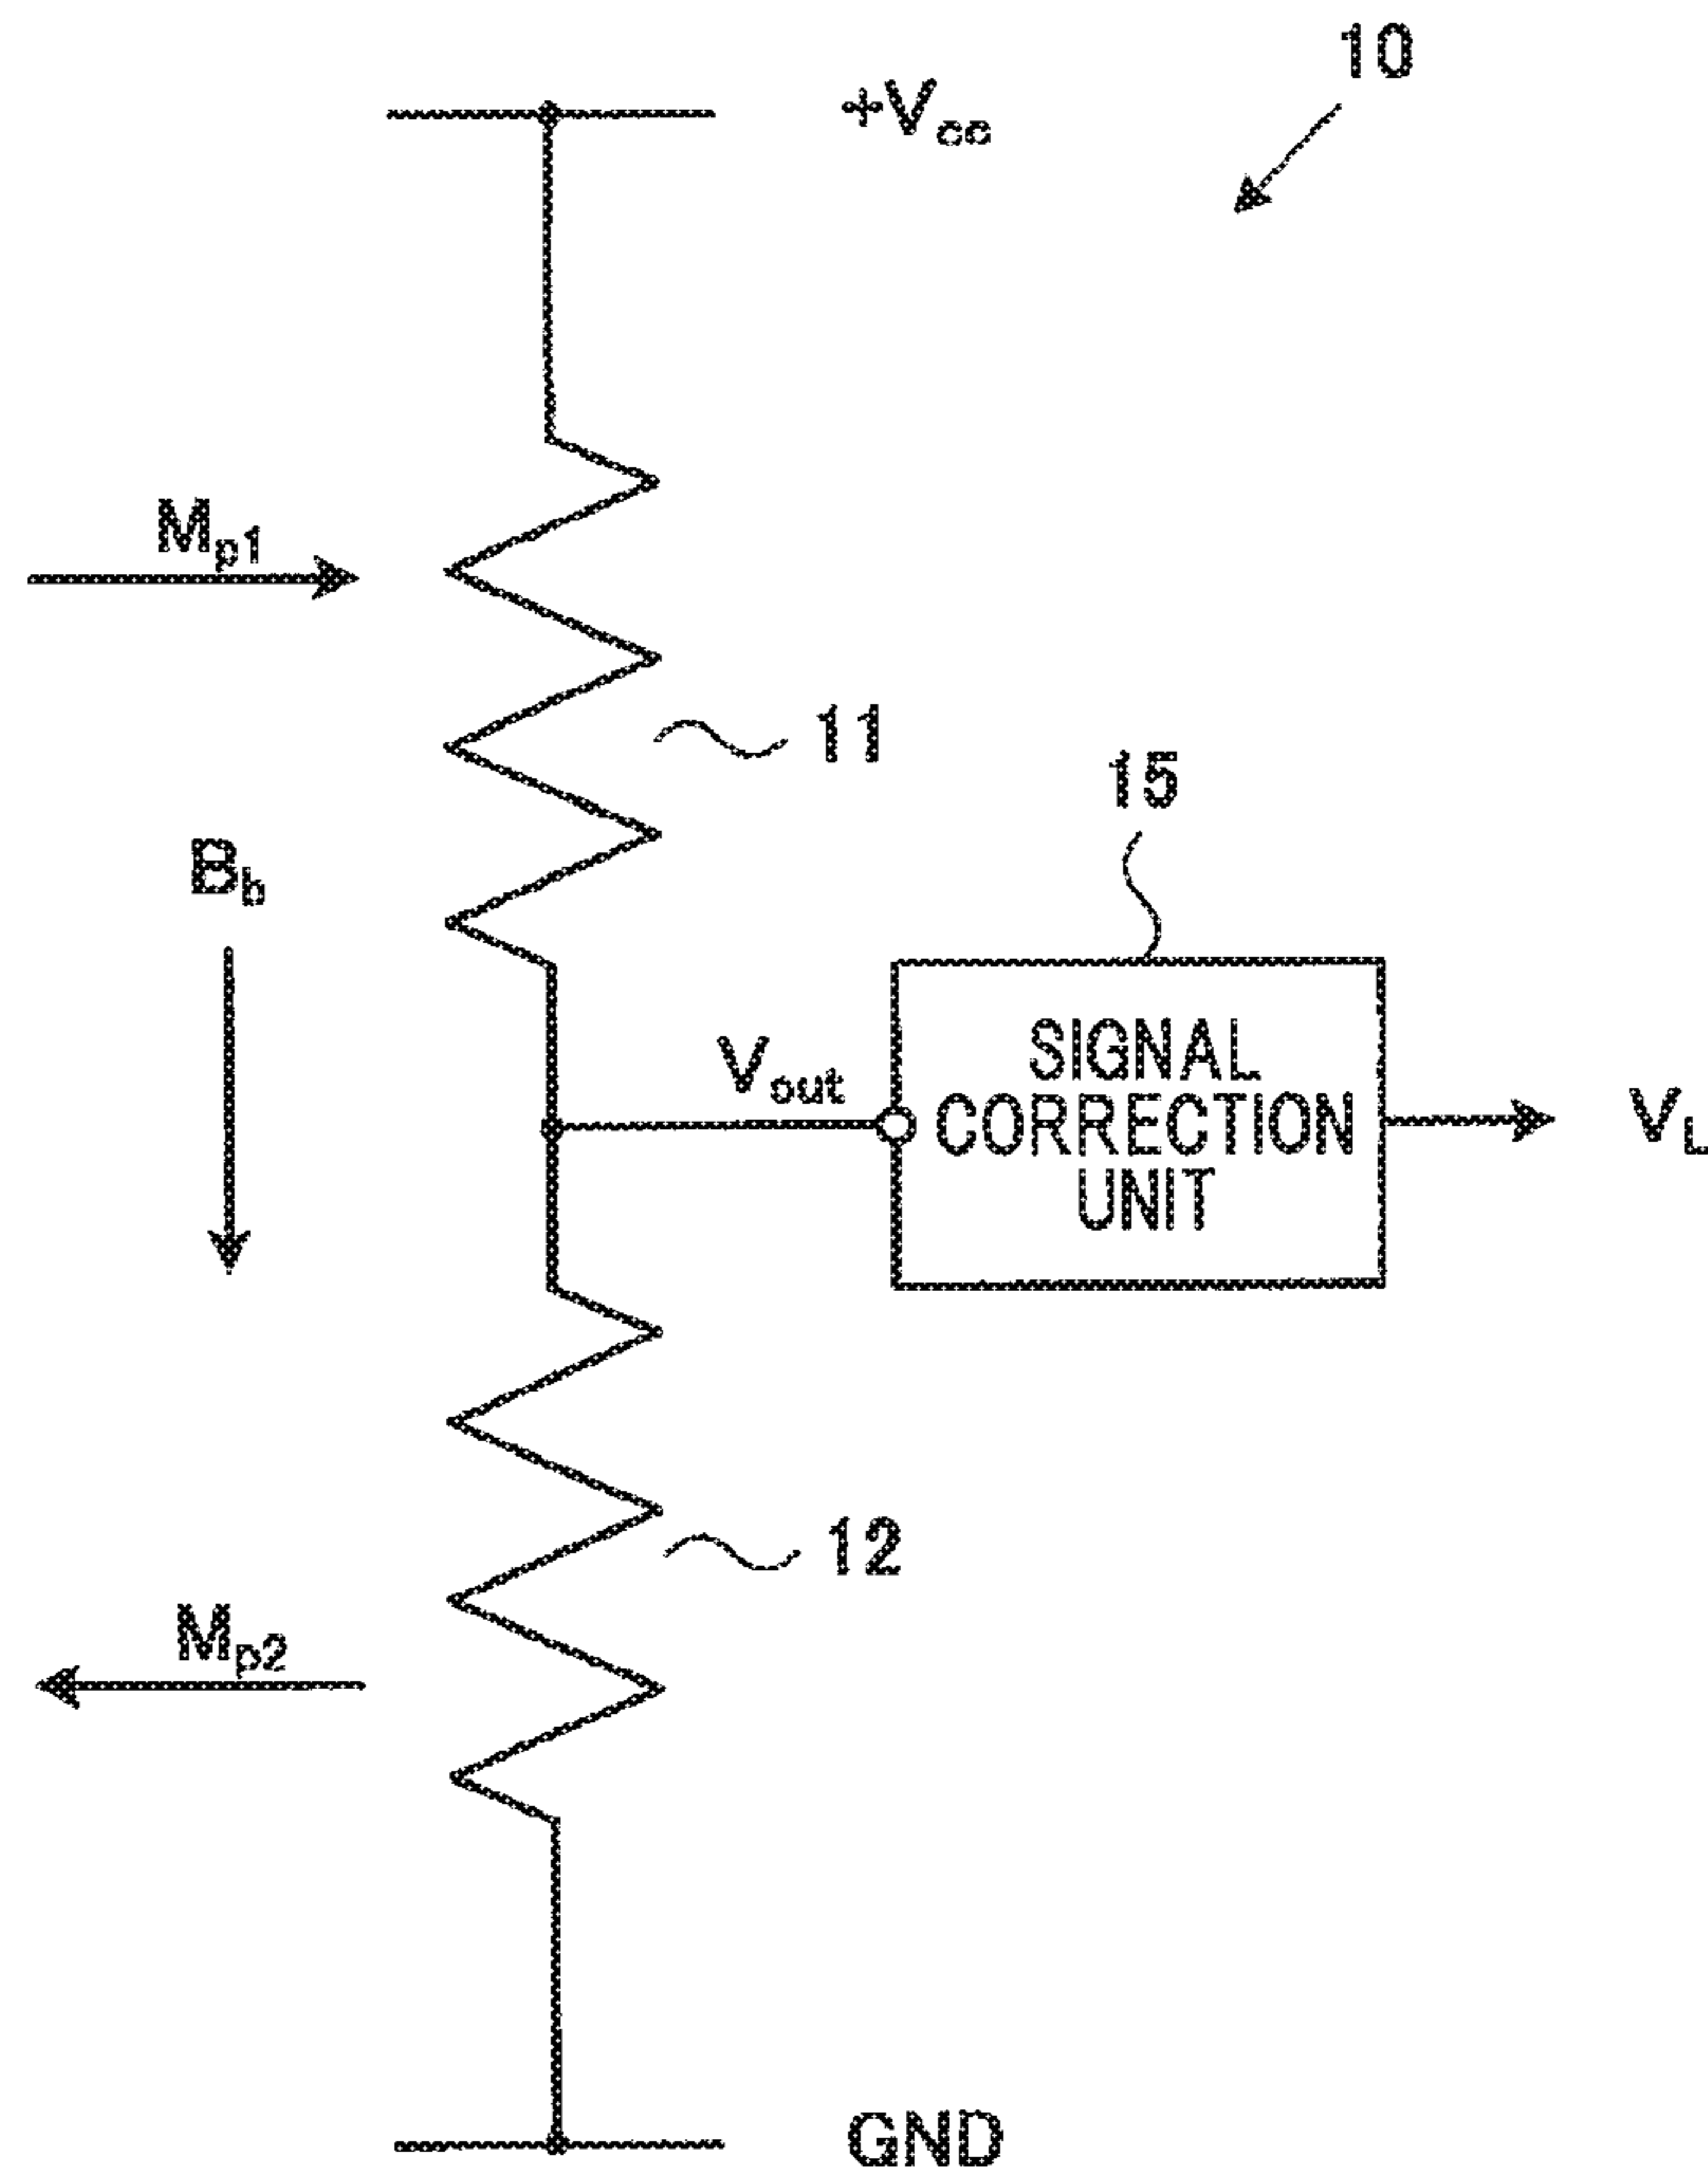 10
+Vcc
Mp1
11
15
Bb
Vout
SIGNAL
CORRECTION
UNIT
VL
12
Mp2
GND